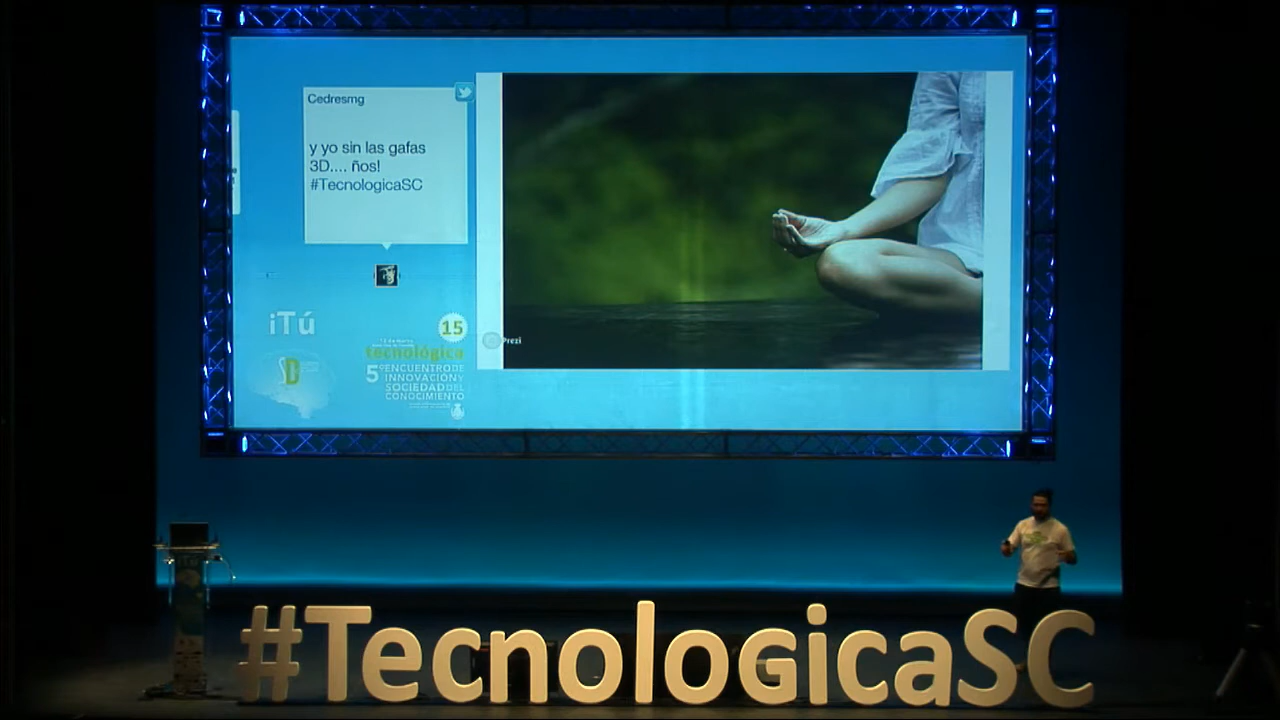 Cedresmg
y yo sin las gafas
3D.... ños!
#TecnologicaSC
iTú
15
tecnológica
5º ENCUENTRO DE
INNOVACIÓN Y
SOCIEDAD DEL
CONOCIMIENTO
Prezi
#TecnoloGicaSC